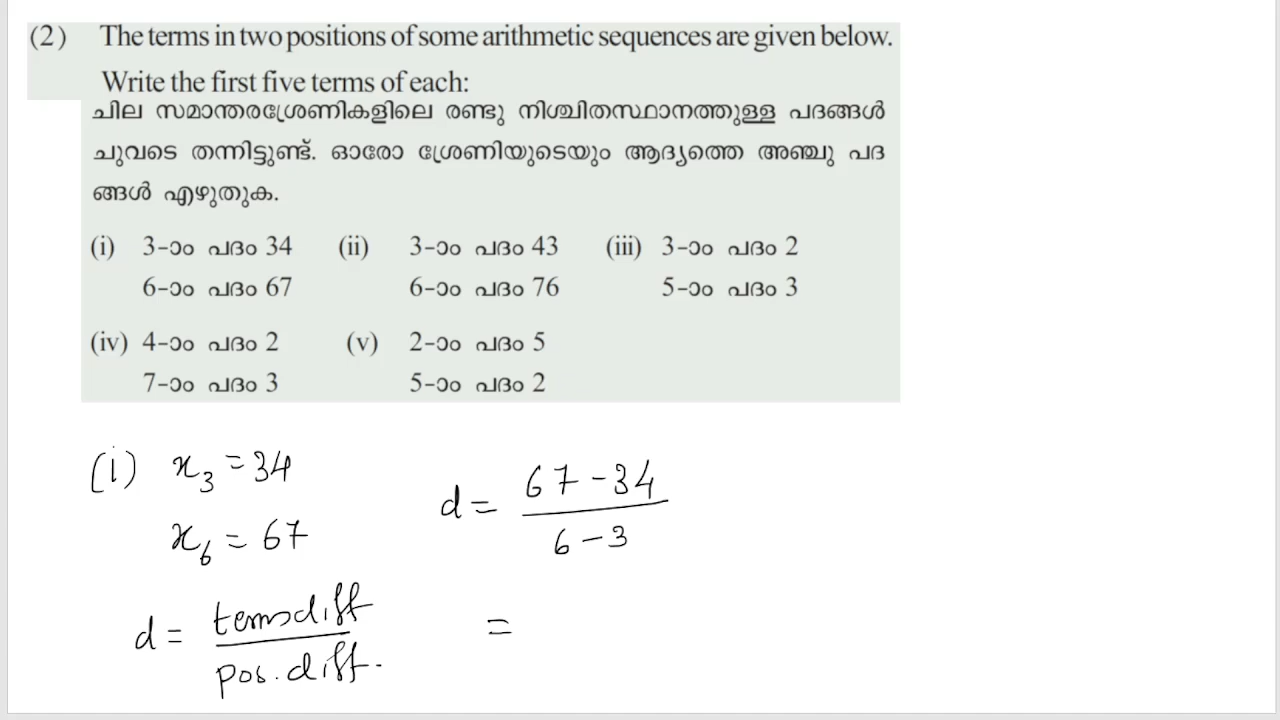 (2) The terms in two positions of some arithmetic sequences are given below.
Write the first five terms of each:
ചില സമാന്തരശ്രേണികളിലെ രണ്ടു നിശ്ചിതസ്ഥാനത്തുള്ള പദങ്ങൾ
ചുവടെ തന്നിട്ടുണ്ട്. ഓരോ ശ്രേണിയുടെയും ആദ്യത്തെ അഞ്ചു പദ
ങ്ങൾ എഴുതുക.
(i) 3-ാം പദം 34 (ii) 3-ാം പദം 43 (iii) 3-ാം പദം 2
6-ാം പദം 67 6-ാം പദം 76 5-ാം പദം 3
(iv) 4-ാം പദം 2 (v) 2-ാം പദം 5
7-ാം പദം 3 5-ാം പദം 2
(i) x₃ = 34
x₆ = 67
d = terms diff / pos. diff.
d = 67 - 34 / 6 - 3
=